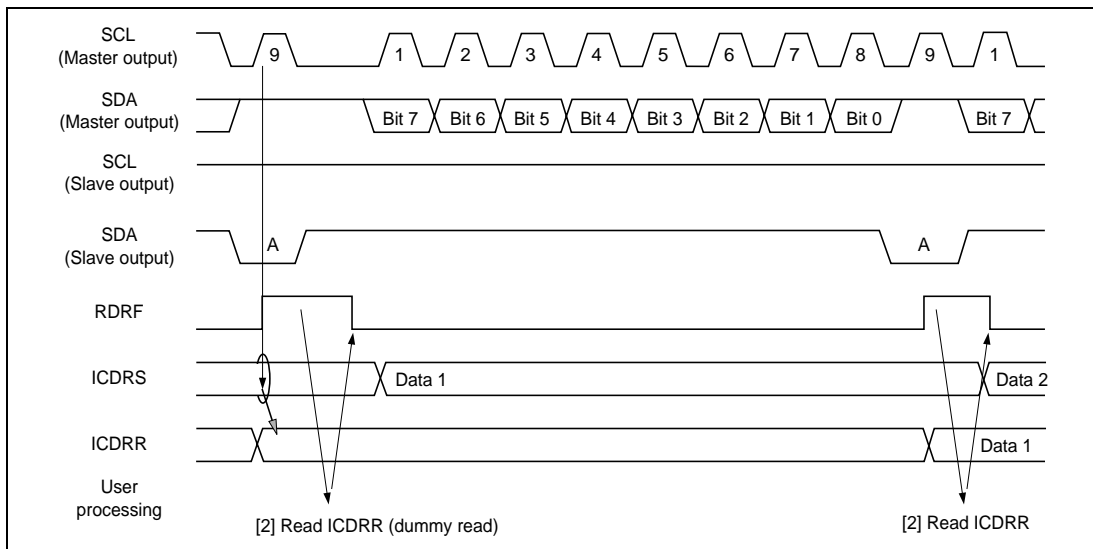 SCL
(Master output)
9
1
2
3
4
5
6
7
8
9
1
SDA
(Master output)
Bit 7
Bit 6
Bit 5
Bit 4
Bit 3
Bit 2
Bit 1
Bit 0
Bit 7
SCL
(Slave output)
SDA
(Slave output)
A
A
RDRF
ICDRS
Data 1
Data 2
ICDRR
Data 1
User
processing
[2] Read ICDRR (dummy read)
[2] Read ICDRR